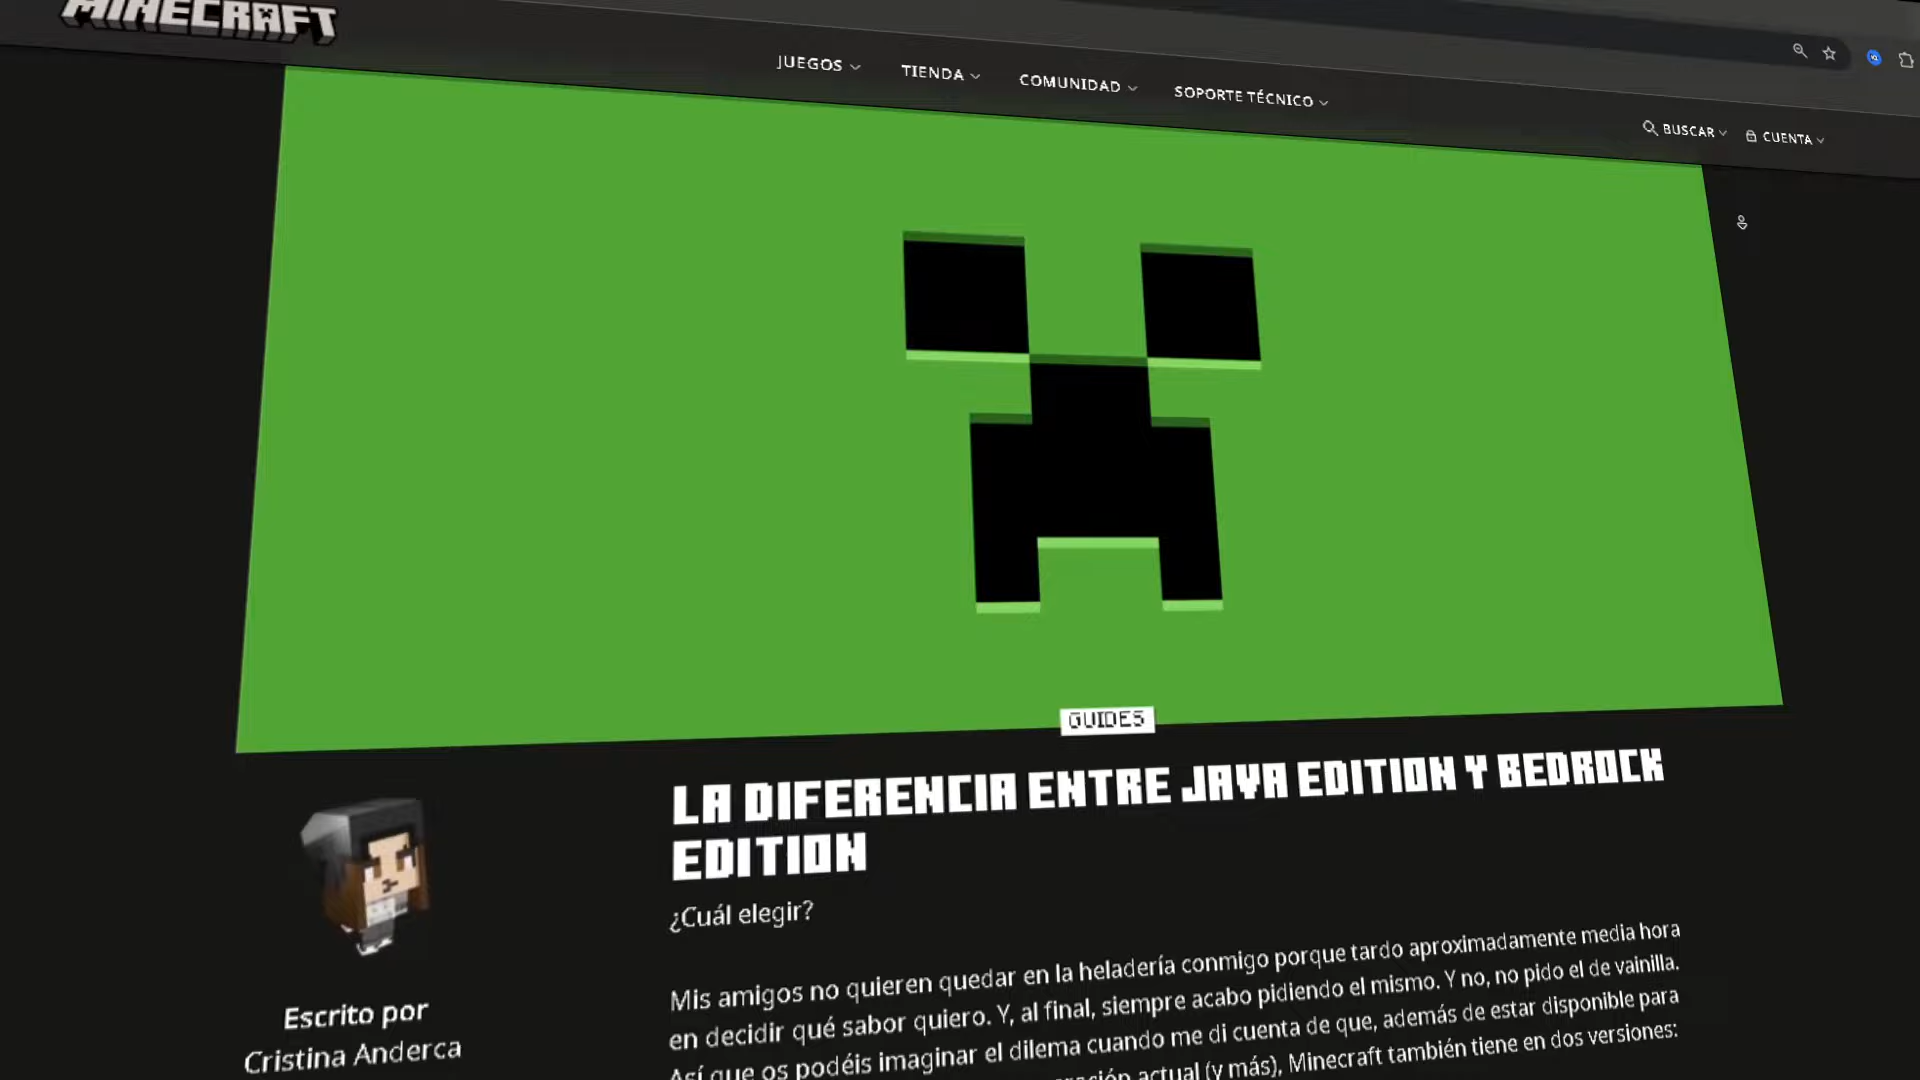 MINECRAFT
JUEGOS
TIENDA
COMUNIDAD
SOPORTE TÉCNICO
BUSCAR
CUENTA
GUIDES
LA DIFERENCIA ENTRE JAVA EDITION Y BEDROCK
EDITION
¿Cuál elegir?
Mis amigos no quieren quedar en la heladería conmigo porque tardo aproximadamente media hora
en decidir qué sabor quiero. Y, al final, siempre acabo pidiendo el mismo. Y no, no pido el de vainilla.
Así que os podéis imaginar el dilema cuando me di cuenta de que, además de estar disponible para
actual (y más), Minecraft también tiene en dos versiones:
Escrito por
Cristina Anderca